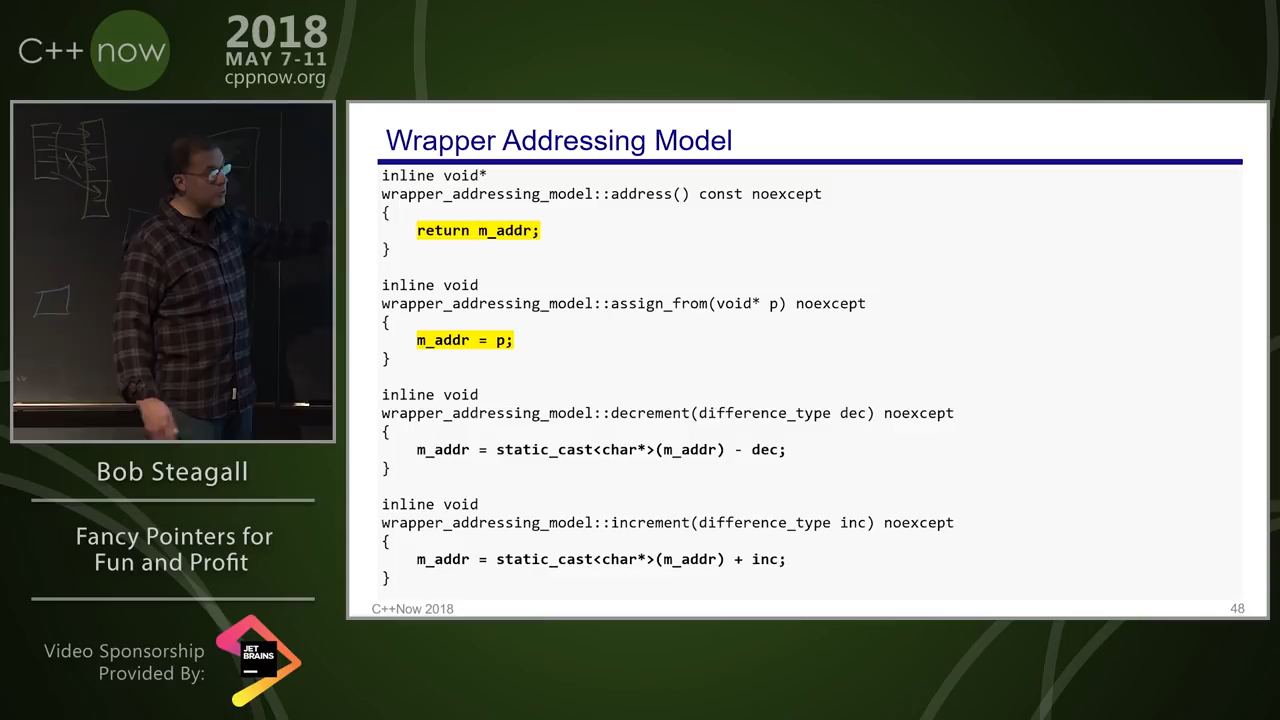 C++ now
2018
MAY 7-11
cppnow.org
Wrapper Addressing Model
inline void*
wrapper_addressing_model::address() const noexcept
{
return m_addr;
}
inline void
wrapper_addressing_model::assign_from(void* p) noexcept
{
m_addr = p;
}
inline void
wrapper_addressing_model::decrement(difference_type dec) noexcept
{
m_addr = static_cast<char*>(m_addr) - dec;
}
inline void
wrapper_addressing_model::increment(difference_type inc) noexcept
{
m_addr = static_cast<char*>(m_addr) + inc;
}
C++Now 2018
48
Bob Steagall
Fancy Pointers for
Fun and Profit
Video Sponsorship
Provided By:
JET
BRAINS